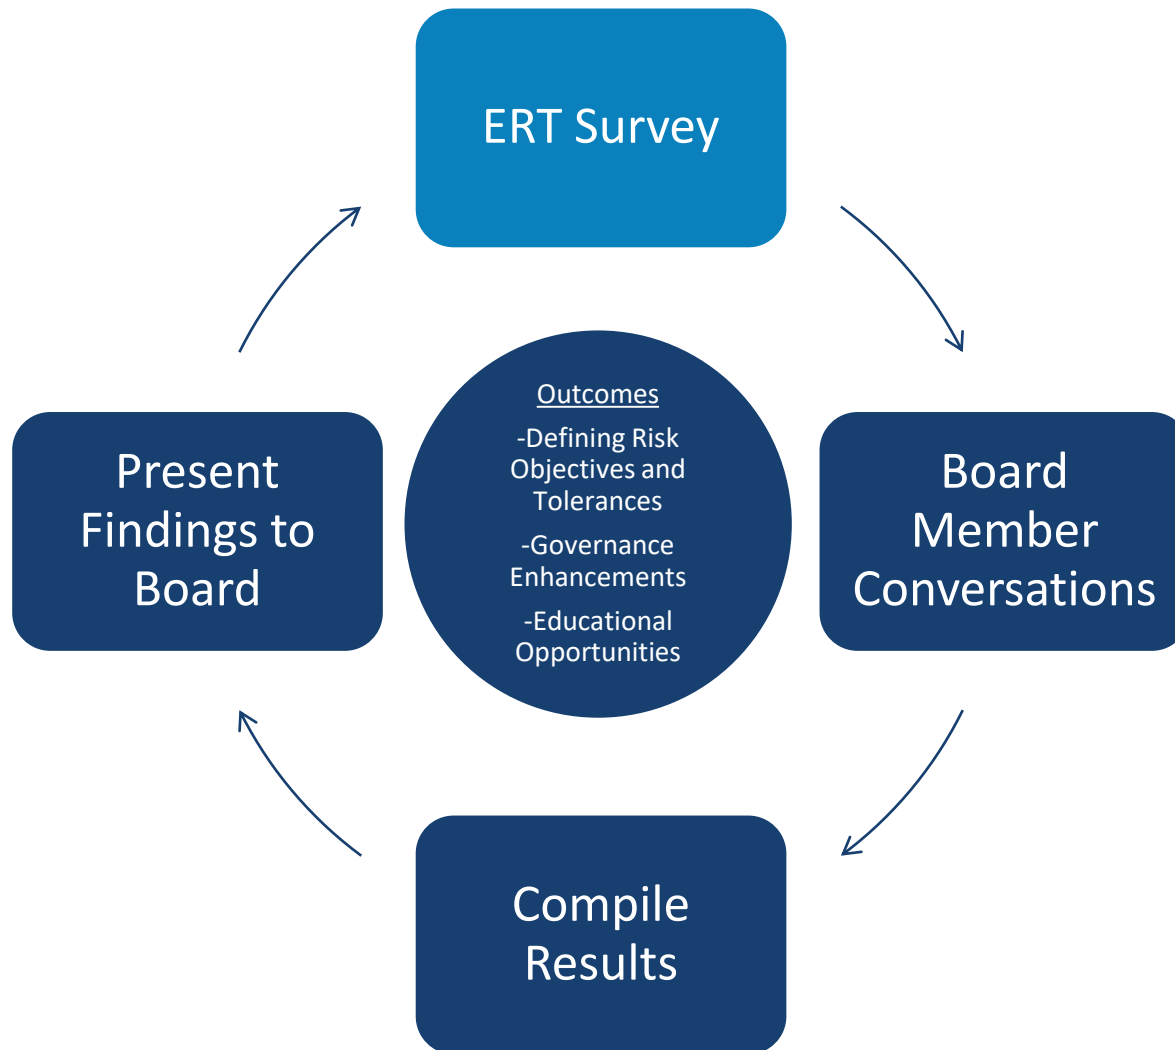 ERT Survey
Outcomes
-Defining Risk
Objectives and
Tolerances
-Governance
Enhancements
-Educational
Opportunities
Present
Findings to
Board
Board
Member
Conversations
Compile
Results